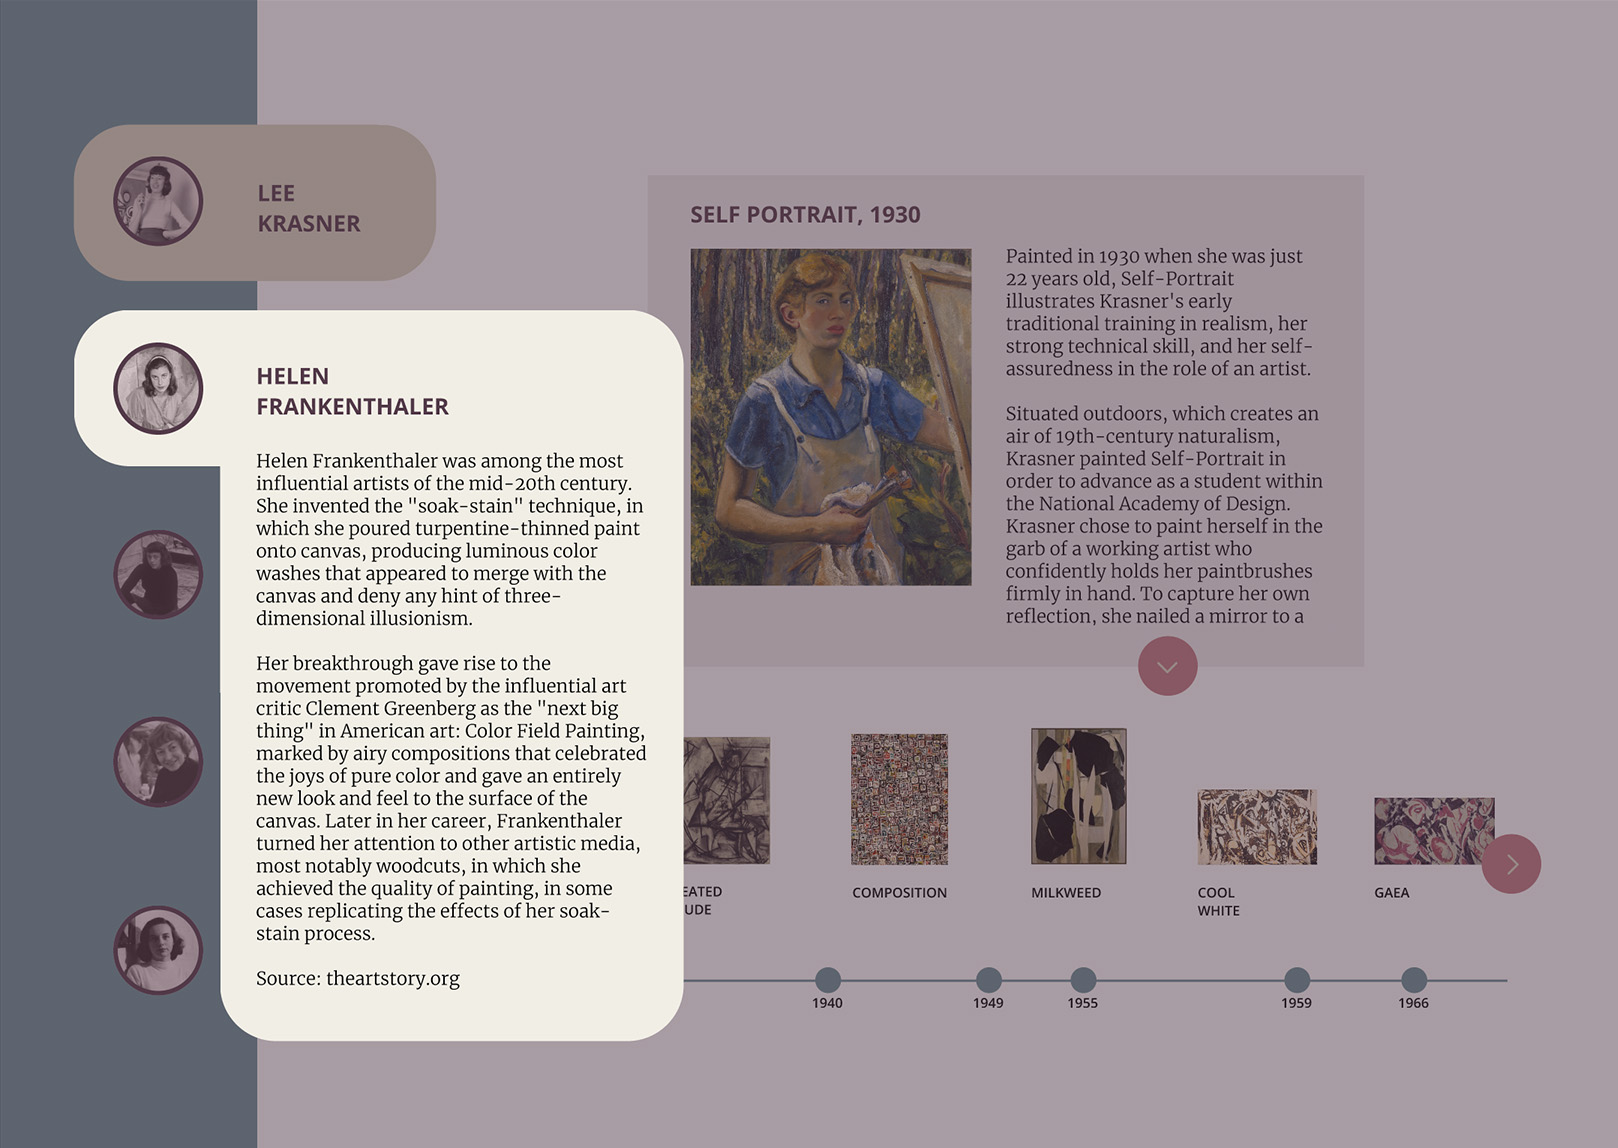 LEE
KRASNER
HELEN
FRANKENTHALER
Helen Frankenthaler was among the most
influential artists of the mid-20th century.
She invented the "soak-stain" technique, in
which she poured turpentine-thinned paint
onto canvas, producing luminous color
washes that appeared to merge with the
canvas and deny any hint of three-
dimensional illusionism.
Her breakthrough gave rise to the
movement promoted by the influential art
critic Clement Greenberg as the "next big
thing" in American art: Color Field Painting,
marked by airy compositions that celebrated
the joys of pure color and gave an entirely
new look and feel to the surface of the
canvas. Later in her career, Frankenthaler
turned her attention to other artistic media,
most notably woodcuts, in which she
achieved the quality of painting, in some
cases replicating the effects of her soak-
stain process.
Source: theartstory.org
SELF PORTRAIT, 1930
Painted in 1930 when she was just
22 years old, Self-Portrait
illustrates Krasner's early
traditional training in realism, her
strong technical skill, and her self-
assuredness in the role of an artist.
Situated outdoors, which creates an
air of 19th-century naturalism,
Krasner painted Self-Portrait in
order to advance as a student within
the National Academy of Design.
Krasner chose to paint herself in the
garb of a working artist who
confidently holds her paintbrushes
firmly in hand. To capture her own
reflection, she nailed a mirror to a
EATED
UDE
COMPOSITION
MILKWEED
COOL
WHITE
GAEA
1940
1949
1955
1959
1966